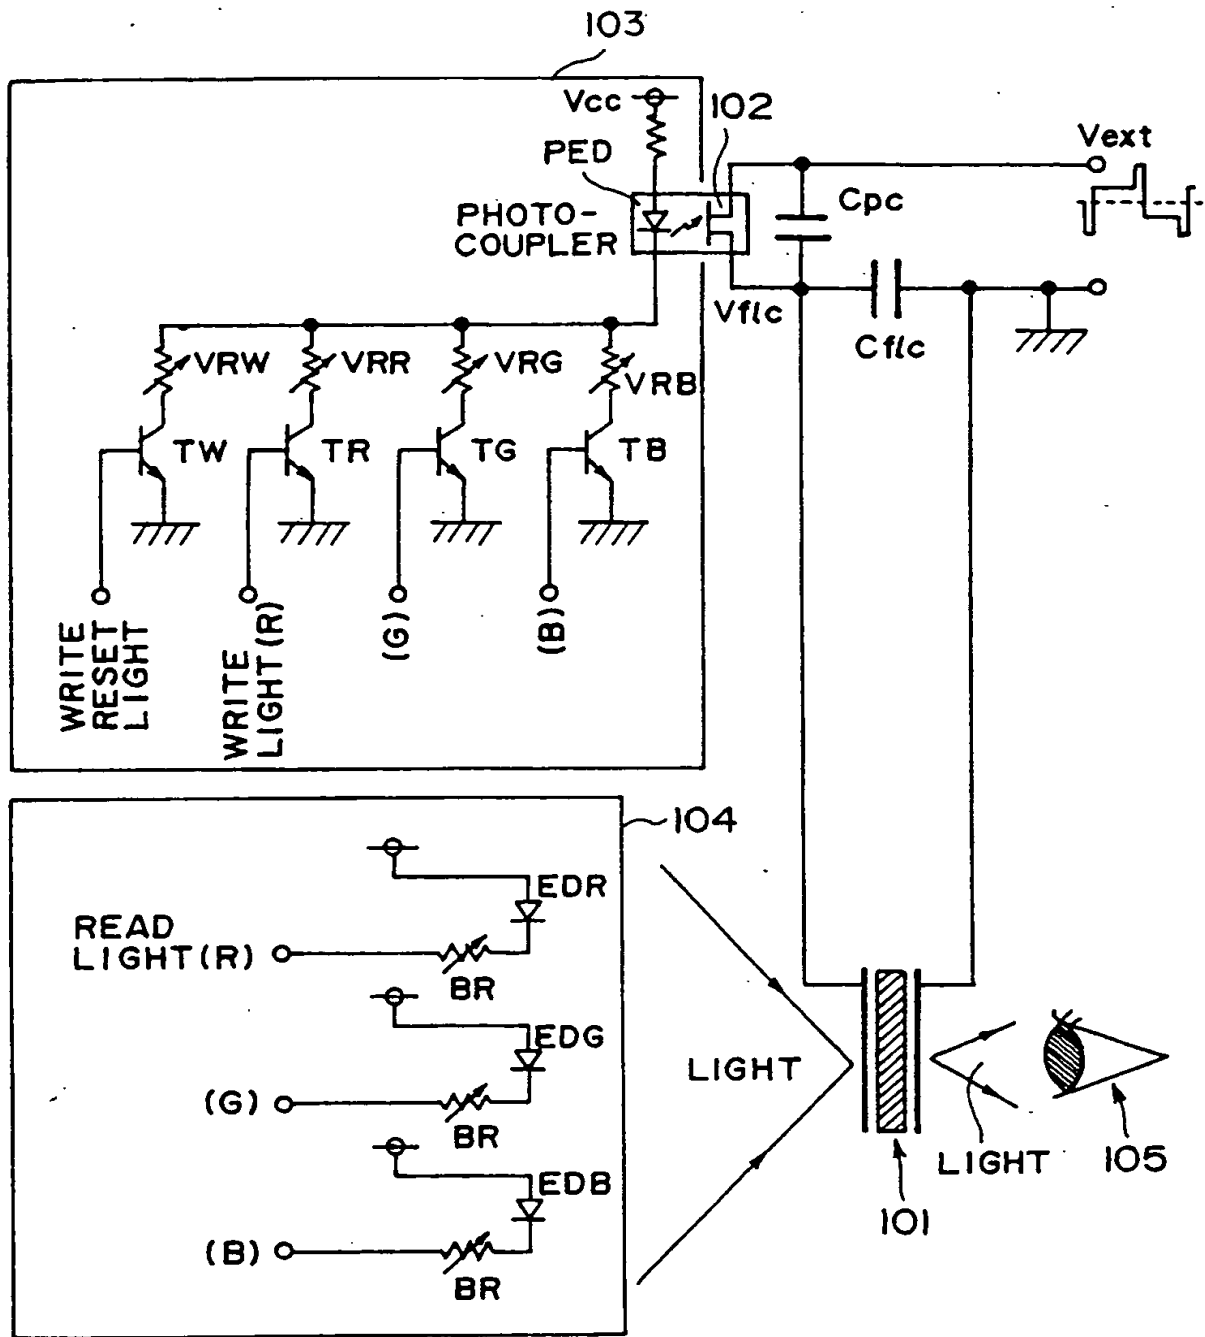 103
Vcc
102
PED
Vext
PHOTO-
COUPLER
Cpc
Vflc
Cflc
VRW
VRR
VRG
VRB
TW
TR
TG
TB
WRITE
RESET
LIGHT
WRITE
LIGHT(R)
(G)
(B)
104
EDR
READ
LIGHT(R)
BR
EDG
(G)
BR
EDB
(B)
BR
LIGHT
LIGHT
101
105